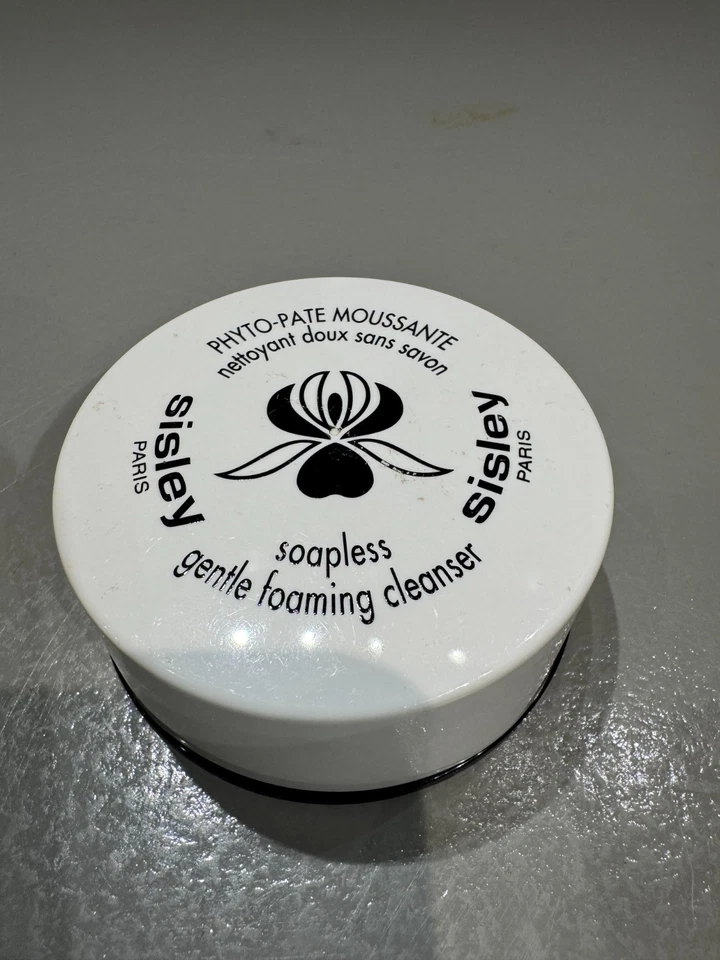 PHYTO-PATE MOUSSANTE
nettoyant doux sans savon
sisley
PARIS
sisley
PARIS
soapless
gentle foaming cleanser